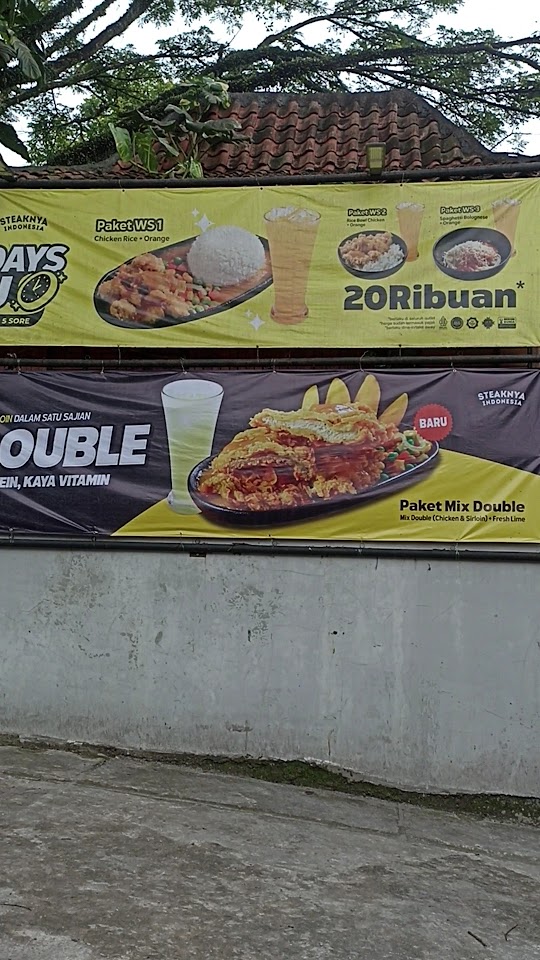 STEAKNYA
INDONESIA
DAYS
5 SORE
Paket WS 1
Chicken Rice + Orange
Paket WS 2
Rice Bowl Chicken
+ Orange
Paket WS 3
Spaghetti Bolognese
+ Orange
20Ribuan*
DALAM SATU SAJIAN
OUBLE
EIN, KAYA VITAMIN
BARU
STEAKNYA
INDONESIA
Paket Mix Double
Mix Double (Chicken & Sirloin) + Fresh Lime